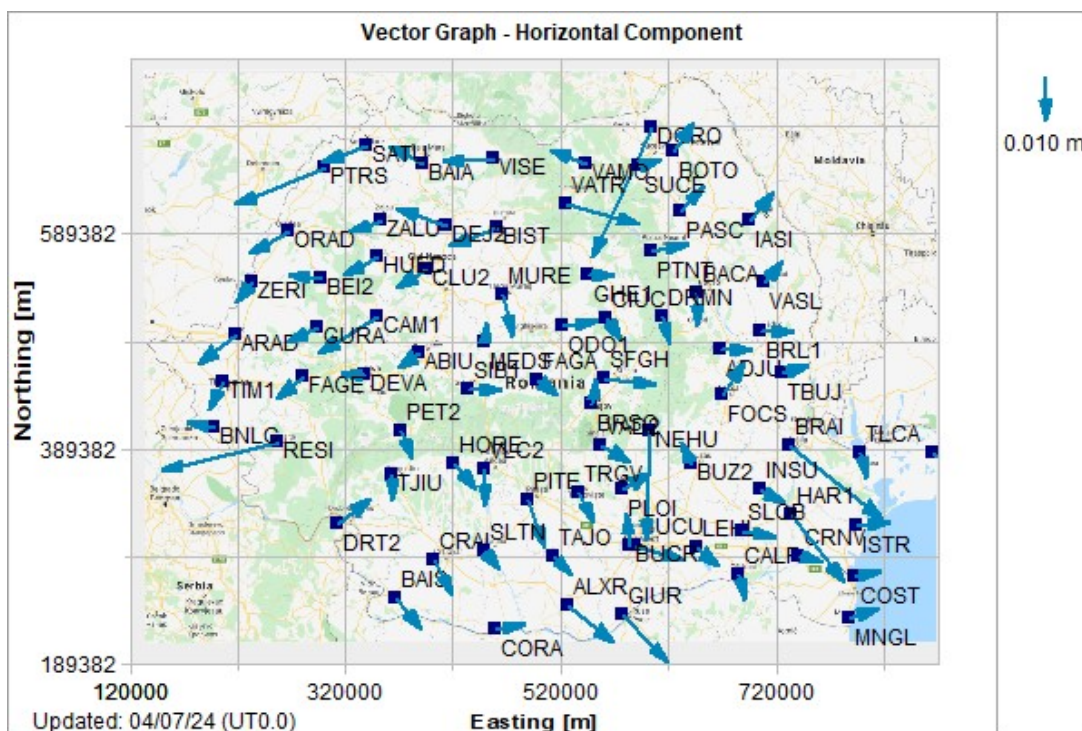 Vector Graph - Horizontal Component
0.010 m
DORO
SATU
BAIA
VISE
VAMO
BOTO
PTRS
VATR
SUCE
Moldavia
ORAD
ZALU
DEJ2
BIST
PASC
IASI
589382
HUED
CLU2
MURE
PTNT
BACA
ZERI
BEI2
GHE1
CIUC
DRMN
VASL
ARAD
GURA
CAM1
ODO1
BRL1
ABIU
MEDS
FAGA
SFGH
ADJU
TIM1
FAGE
DEVA
SIBI
Romania
TBUJ
BNLC
PET2
BRSO
FOCS
BRAI
TLCA
389382
RESI
HORE
VLC2
NEHU
BUZ2
INSU
TJIU
PITE
TRGV
PLOI
SLOB
HAR1
DRT2
CRAI
SLTN
TAJO
BUCU
LEHL
CRNV
ISTR
BUCR
CALR
Serbia
BAIS
ALXR
GIUR
COST
CORA
MNGL
189382
120000 320000 520000 720000
Northing [m]
Easting [m]
Updated: 04/07/24 (UT0.0)